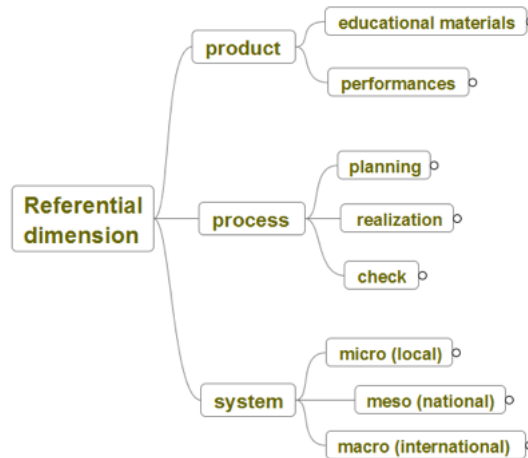 Referential
dimension
product
educational materials
performances
process
planning
realization
check
system
micro (local)
meso (national)
macro (international)